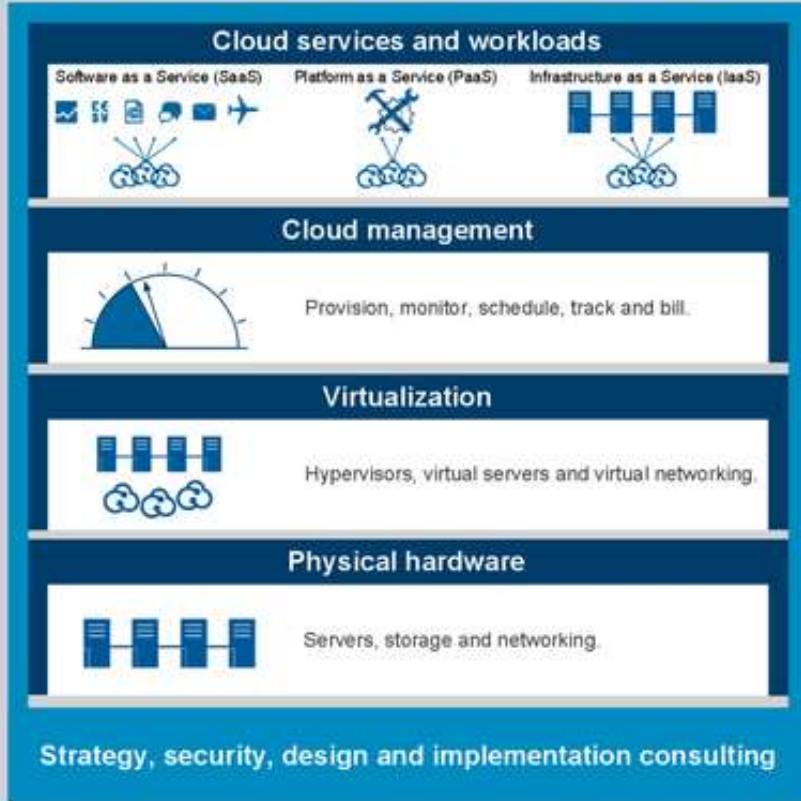 Cloud services and workloads
Software as a Service (SaaS) Platform as a Service (PaaS) Infrastructure as a Service (IaaS)
Cloud management
Provision, monitor, schedule, track and bill.
Virtualization
Hypervisors, virtual servers and virtual networking.
Physical hardware
Servers, storage and networking.
Strategy, security, design and implementation consulting